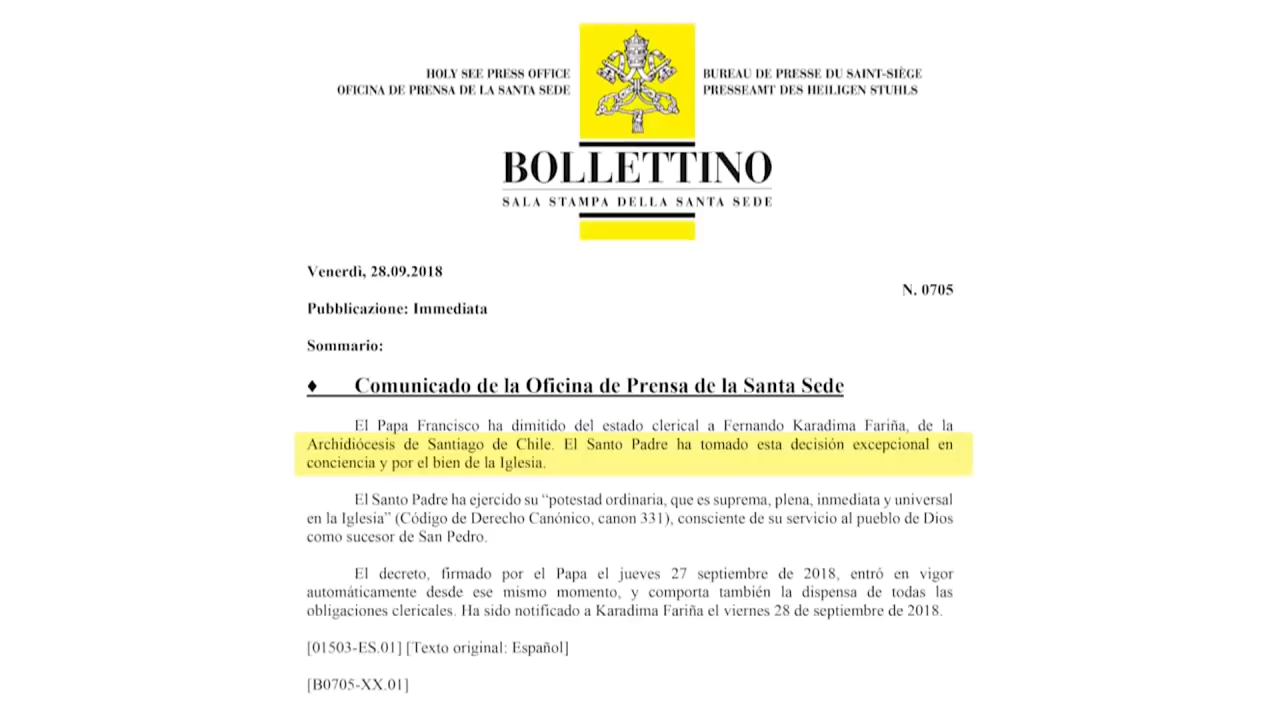 HOLY SEE PRESS OFFICE
OFICINA DE PRENSA DE LA SANTA SEDE
BUREAU DE PRESSE DU SAINT-SIÈGE
PRESSEAMT DES HEILIGEN STUHLS
BOLLETTINO
SALA STAMPA DELLA SANTA SEDE
Venerdì, 28.09.2018
N. 0705
Pubblicazione: Immediata
Sommario:
♦ Comunicado de la Oficina de Prensa de la Santa Sede
El Papa Francisco ha dimitido del estado clerical a Fernando Karadima Fariña, de la
Archidiócesis de Santiago de Chile. El Santo Padre ha tomado esta decisión excepcional en
conciencia y por el bien de la Iglesia.
El Santo Padre ha ejercido su “potestad ordinaria, que es suprema, plena, inmediata y universal
en la Iglesia” (Código de Derecho Canónico, canon 331), consciente de su servicio al pueblo de Dios
como sucesor de San Pedro.
El decreto, firmado por el Papa el jueves 27 septiembre de 2018, entró en vigor
automáticamente desde ese mismo momento, y comporta también la dispensa de todas las
obligaciones clericales. Ha sido notificado a Karadima Fariña el viernes 28 de septiembre de 2018.
[01503-ES.01] [Texto original: Español]
[B0705-XX.01]